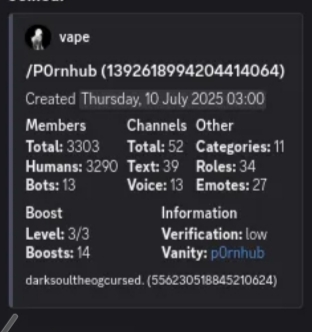 vape
/P0rnhub (1392618994204414064)
Created Thursday, 10 July 2025 03:00
Members Channels Other
Total: 3303 Total: 52 Categories: 11
Humans: 3290 Text: 39 Roles: 34
Bots: 13 Voice: 13 Emotes: 27
Boost Information
Level: 3/3 Verification: low
Boosts: 14 Vanity: p0rnhub
darksoultheogcursed. (556230518845210624)